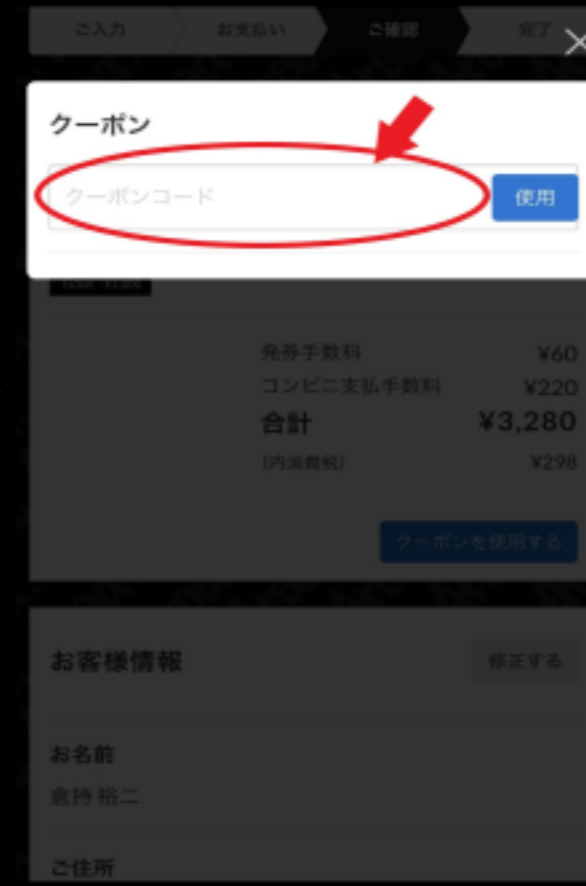 ご入力 お支払い ご確認 完了
クーポン
クーポンコード 使用
発券手数料 ¥60
コンビニ支払手数料 ¥220
合計 ¥3,280
(内消費税) ¥298
クーポンを使用する
お客様情報 修正する
お名前
倉持 裕二
ご住所